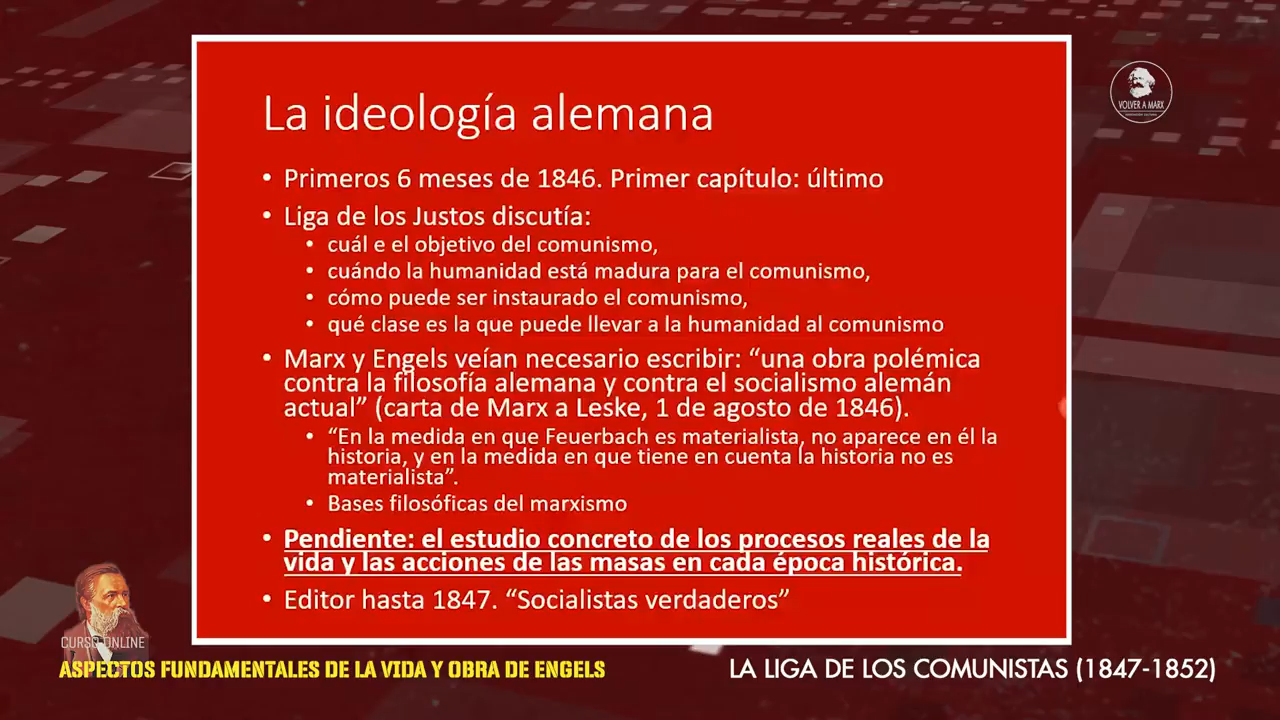 La ideología alemana
• Primeros 6 meses de 1846. Primer capítulo: último
• Liga de los Justos discutía:
• cuál e el objetivo del comunismo,
• cuándo la humanidad está madura para el comunismo,
• cómo puede ser instaurado el comunismo,
• qué clase es la que puede llevar a la humanidad al comunismo
• Marx y Engels veían necesario escribir: “una obra polémica
contra la filosofía alemana y contra el socialismo alemán
actual” (carta de Marx a Leske, 1 de agosto de 1846).
• “En la medida en que Feuerbach es materialista, no aparece en él la
historia, y en la medida en que tiene en cuenta la historia no es
materialista”.
• Bases filosóficas del marxismo
• Pendiente: el estudio concreto de los procesos reales de la
vida y las acciones de las masas en cada época histórica.
• Editor hasta 1847. “Socialistas verdaderos”
VOLVER A MARX
CURSO ONLINE
ASPECTOS FUNDAMENTALES DE LA VIDA Y OBRA DE ENGELS
LA LIGA DE LOS COMUNISTAS (1847-1852)